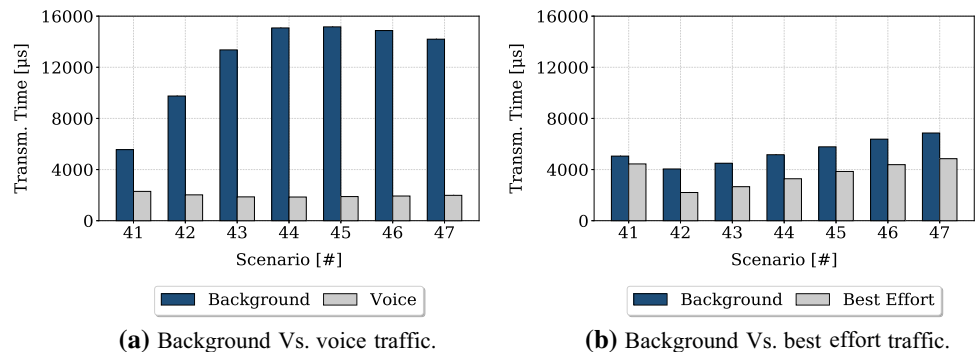 16000
12000
8000
4000
0
Transm. Time [µs]
41 42 43 44 45 46 47
Scenario [#]
Background Voice
(a) Background Vs. voice traffic.
16000
12000
8000
4000
0
Transm. Time [µs]
41 42 43 44 45 46 47
Scenario [#]
Background Best Effort
(b) Background Vs. best effort traffic.